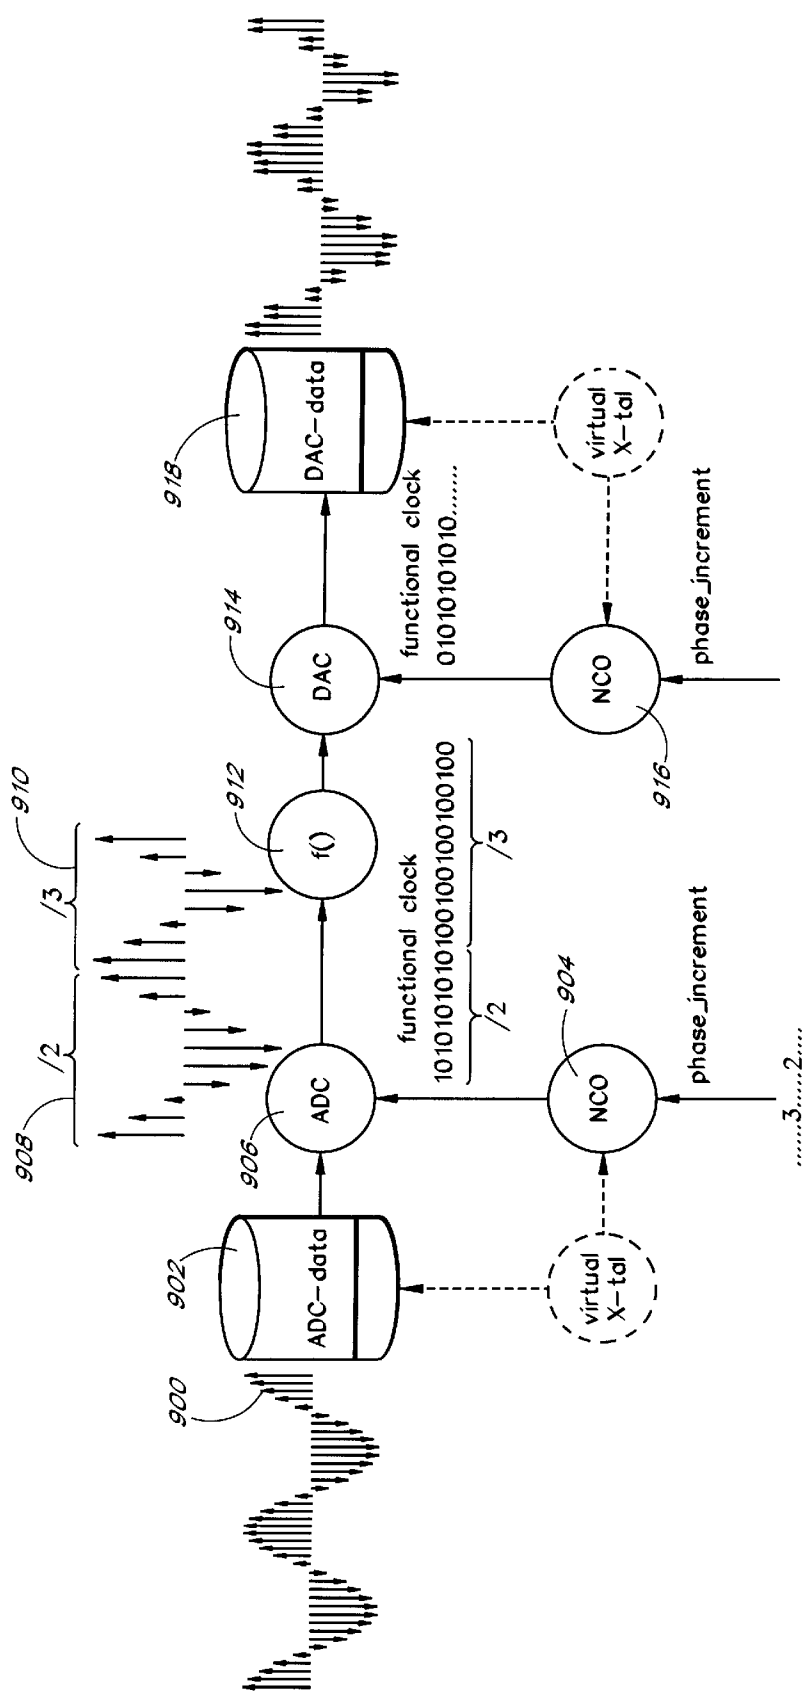 908
/2
910
/3
900
902
ADC-data
906
ADC
912
f()
914
DAC
918
DAC-data
functional clock
1010101010100100100100100100
/2
/3
functional clock
01010101010.......
virtual
X-tal
904
NCO
916
NCO
virtual
X-tal
phase_increment
phase_increment
.......3......2....